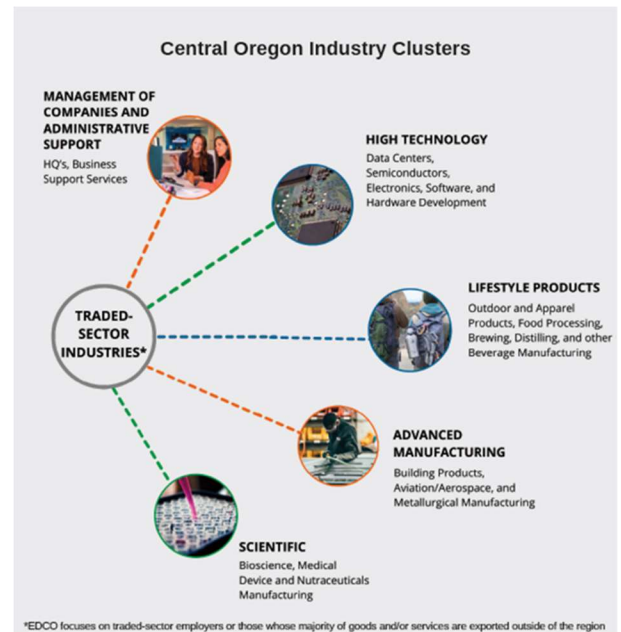 Central Oregon Industry Clusters
MANAGEMENT OF
COMPANIES AND
ADMINISTRATIVE
SUPPORT
HQ's, Business
Support Services
HIGH TECHNOLOGY
Data Centers,
Semiconductors,
Electronics, Software, and
Hardware Development
TRADED-
SECTOR
INDUSTRIES*
LIFESTYLE PRODUCTS
Outdoor and Apparel
Products, Food Processing,
Brewing, Distilling, and other
Beverage Manufacturing
ADVANCED
MANUFACTURING
Building Products,
Aviation/Aerospace, and
Metallurgical Manufacturing
SCIENTIFIC
Bioscience, Medical
Device and Nutraceuticals
Manufacturing
*EDCO focuses on traded-sector employers or those whose majority of goods and/or services are exported outside of the region